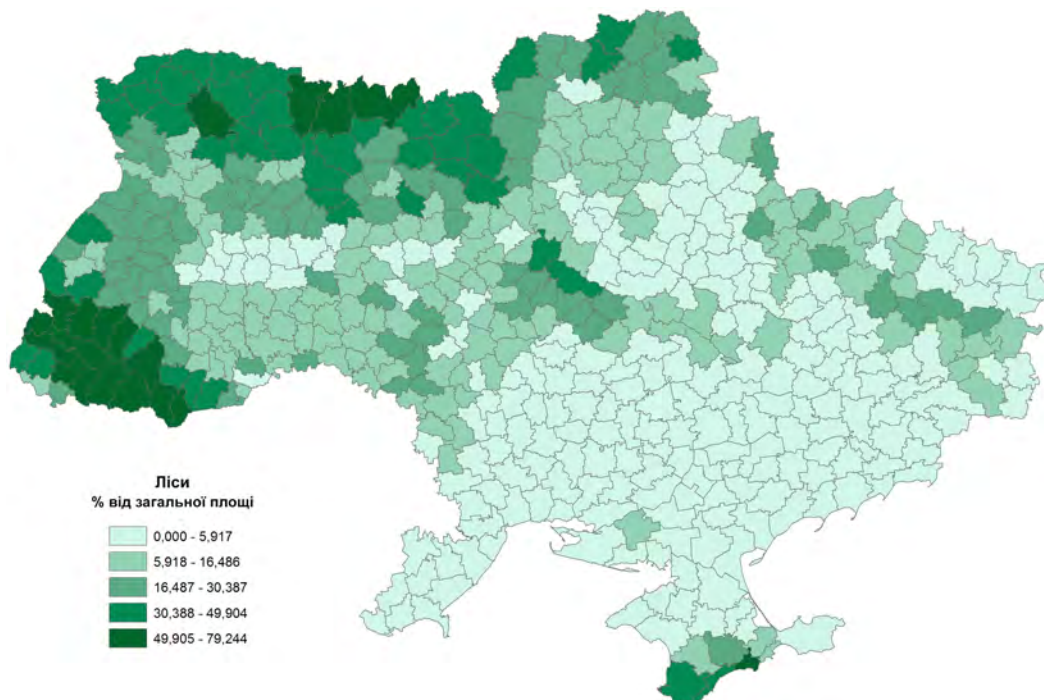 Ліси
% від загальної площі
0,000 - 5,917
5,918 - 16,486
16,487 - 30,387
30,388 - 49,904
49,905 - 79,244